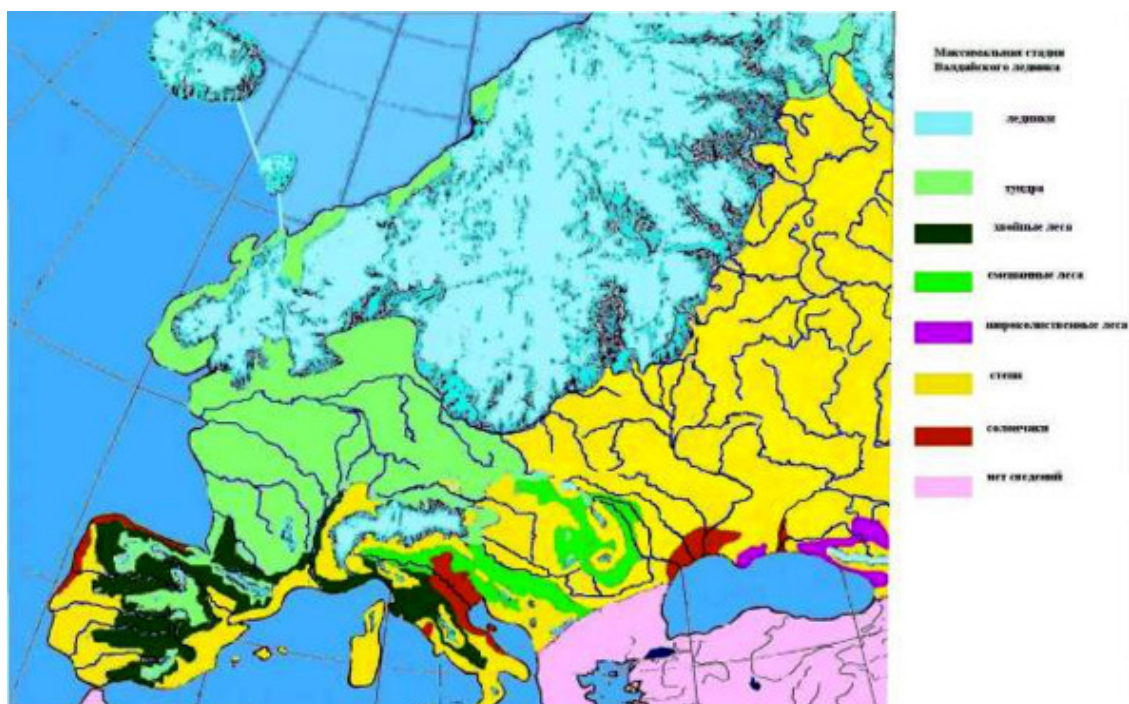 Максимальная стадия
Валдайского ледника
ледники
тундра
хвойные леса
смешанные леса
широколиственные леса
степи
солончаки
нет сведений